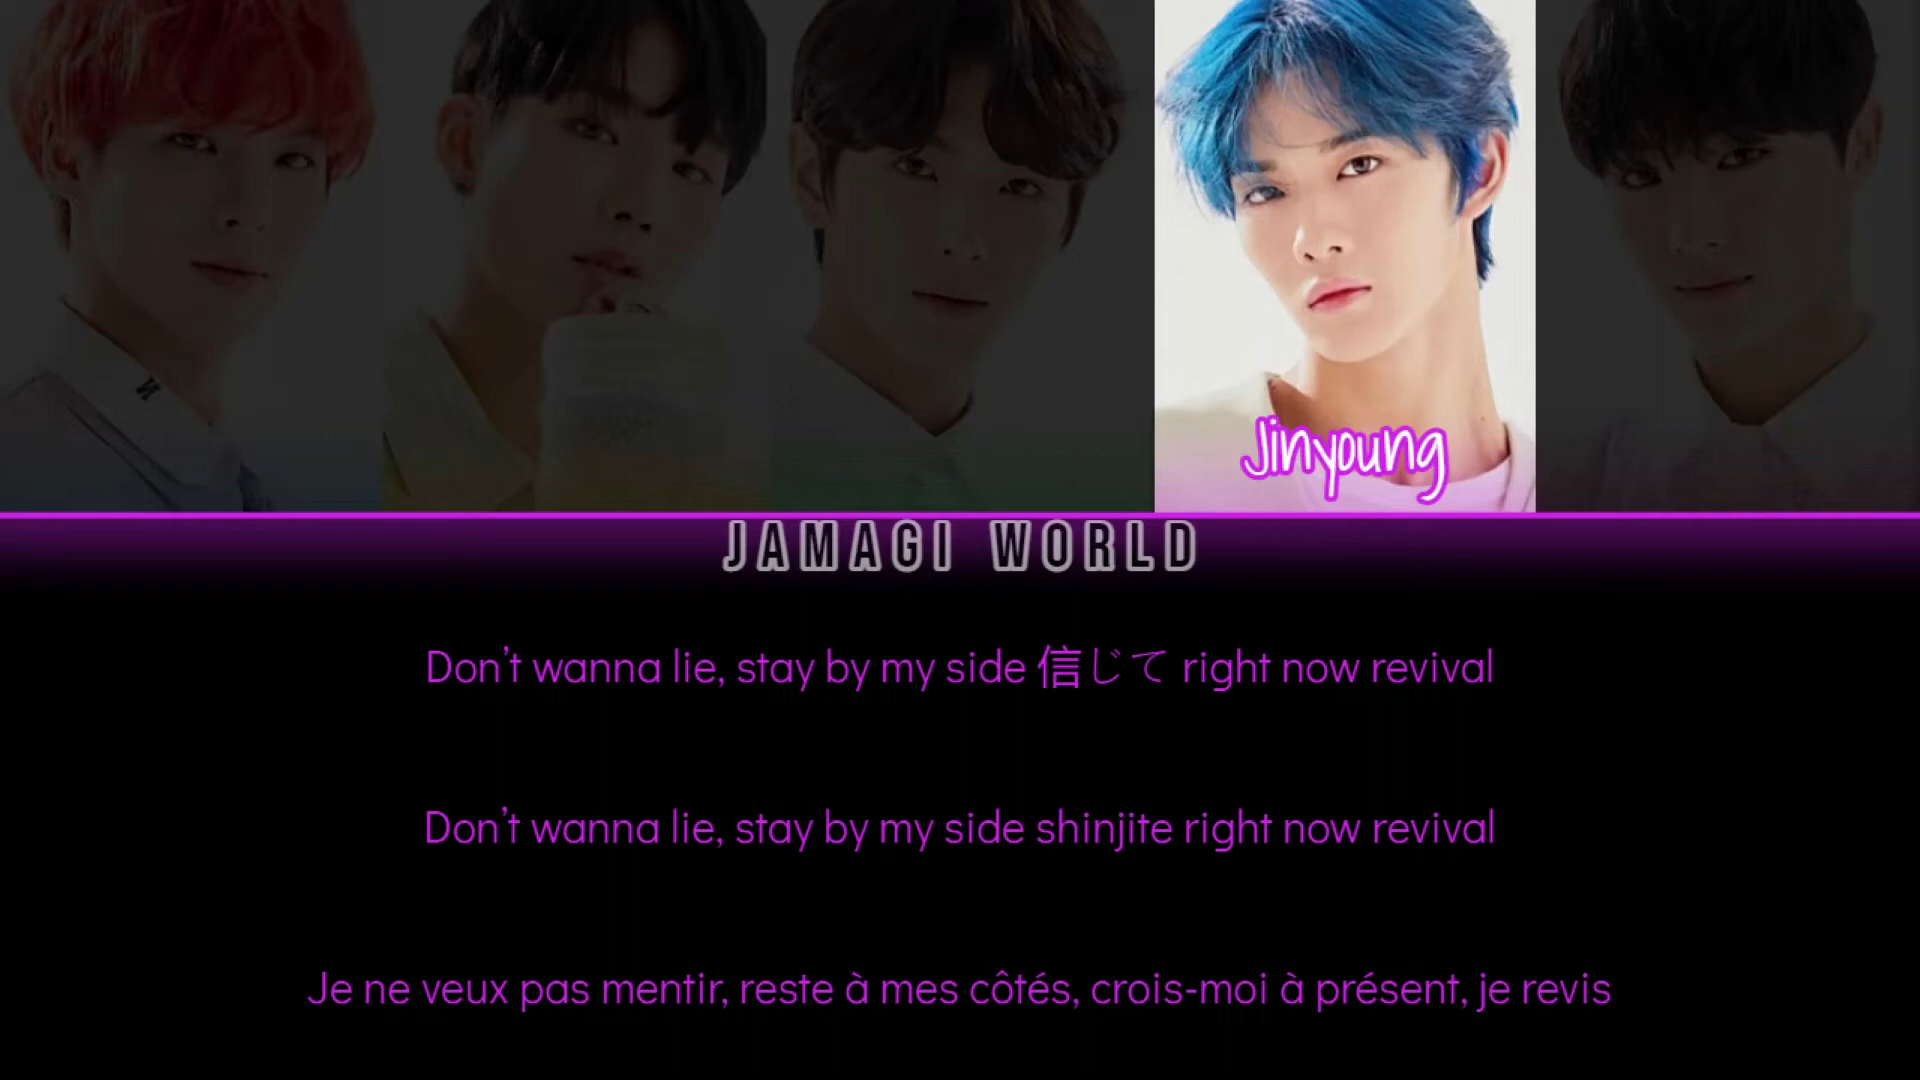 Jinyoung
JAMAGI WORLD
Don't wanna lie, stay by my side 信じて right now revival
Don't wanna lie, stay by my side shinjite right now revival
Je ne veux pas mentir, reste à mes côtés, crois-moi à présent, je revis